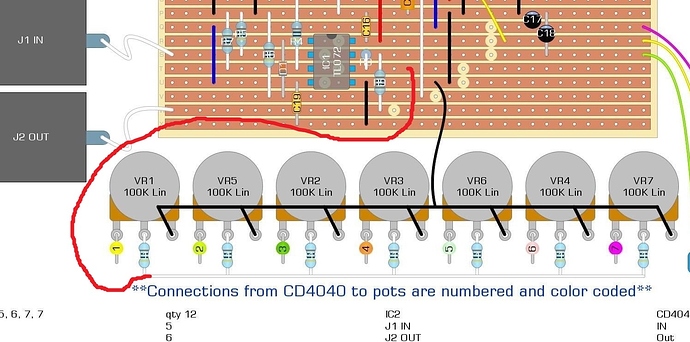 J1 IN
J2 OUT
R4
C16
IC1
TL072
C1
C19
C17
C18
VR1
100K Lin
VR5
100K Lin
VR2
100K Lin
VR3
100K Lin
VR6
100K Lin
VR4
100K Lin
VR7
100K Lin
1
2
3
4
5
6
7
**Connections from CD4040 to pots are numbered and color coded**
5, 6, 7, 7
qty 12
IC2
CD404
5
J1 IN
IN
6
J2 OUT
Out